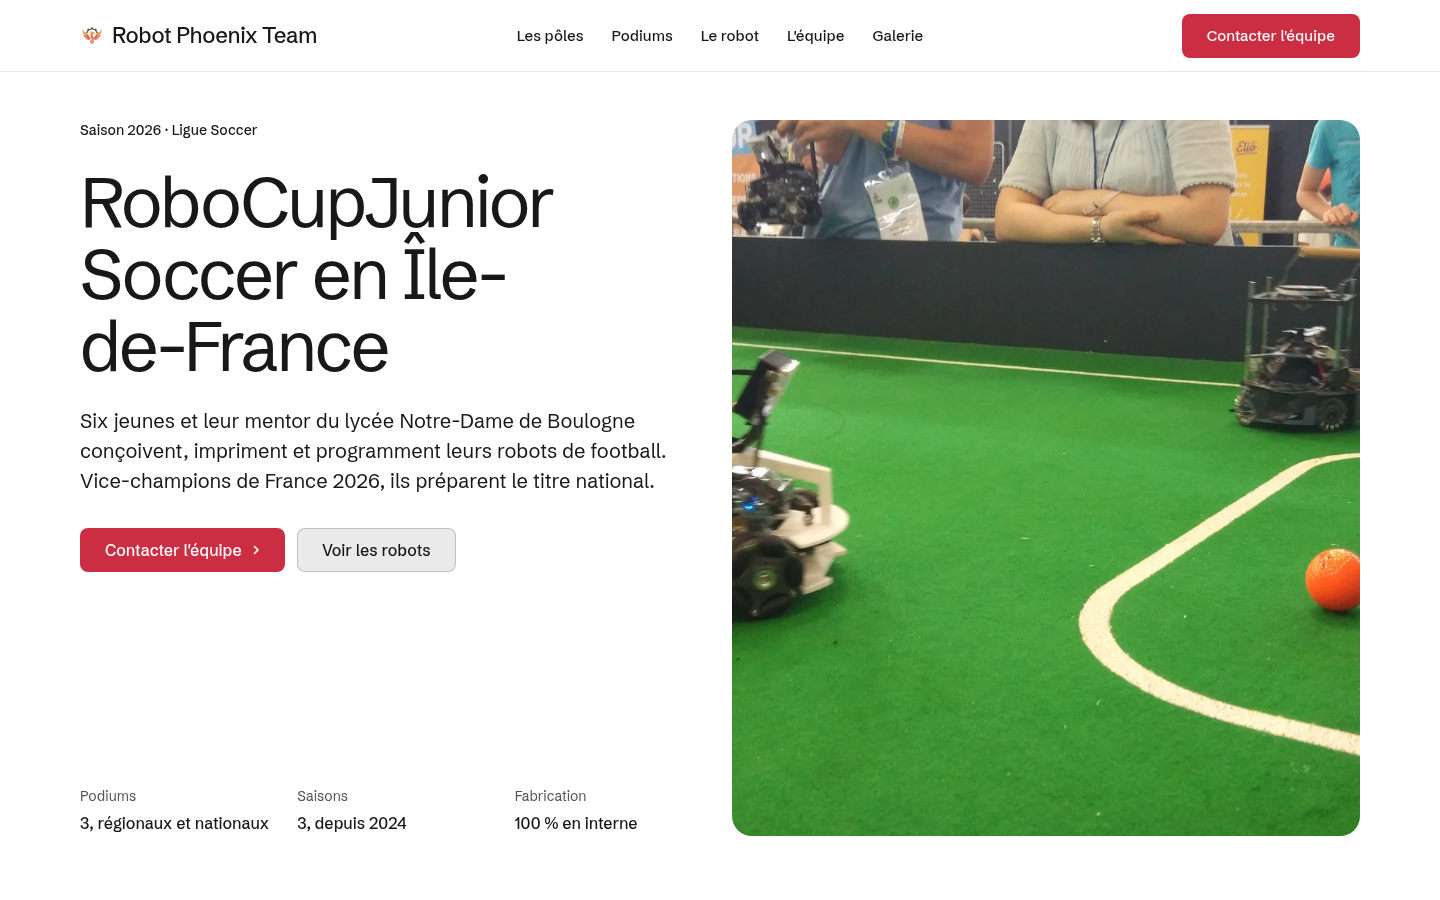 Robot Phoenix Team
Les pôles
Podiums
Le robot
L'équipe
Galerie
Contacter l'équipe
Saison 2026 · Ligue Soccer
RoboCupJunior
Soccer en Île-
de-France
Six jeunes et leur mentor du lycée Notre-Dame de Boulogne
conçoivent, impriment et programment leurs robots de football.
Vice-champions de France 2026, ils préparent le titre national.
Contacter l'équipe
Voir les robots
Podiums
3, régionaux et nationaux
Saisons
3, depuis 2024
Fabrication
100 % en interne
Elio